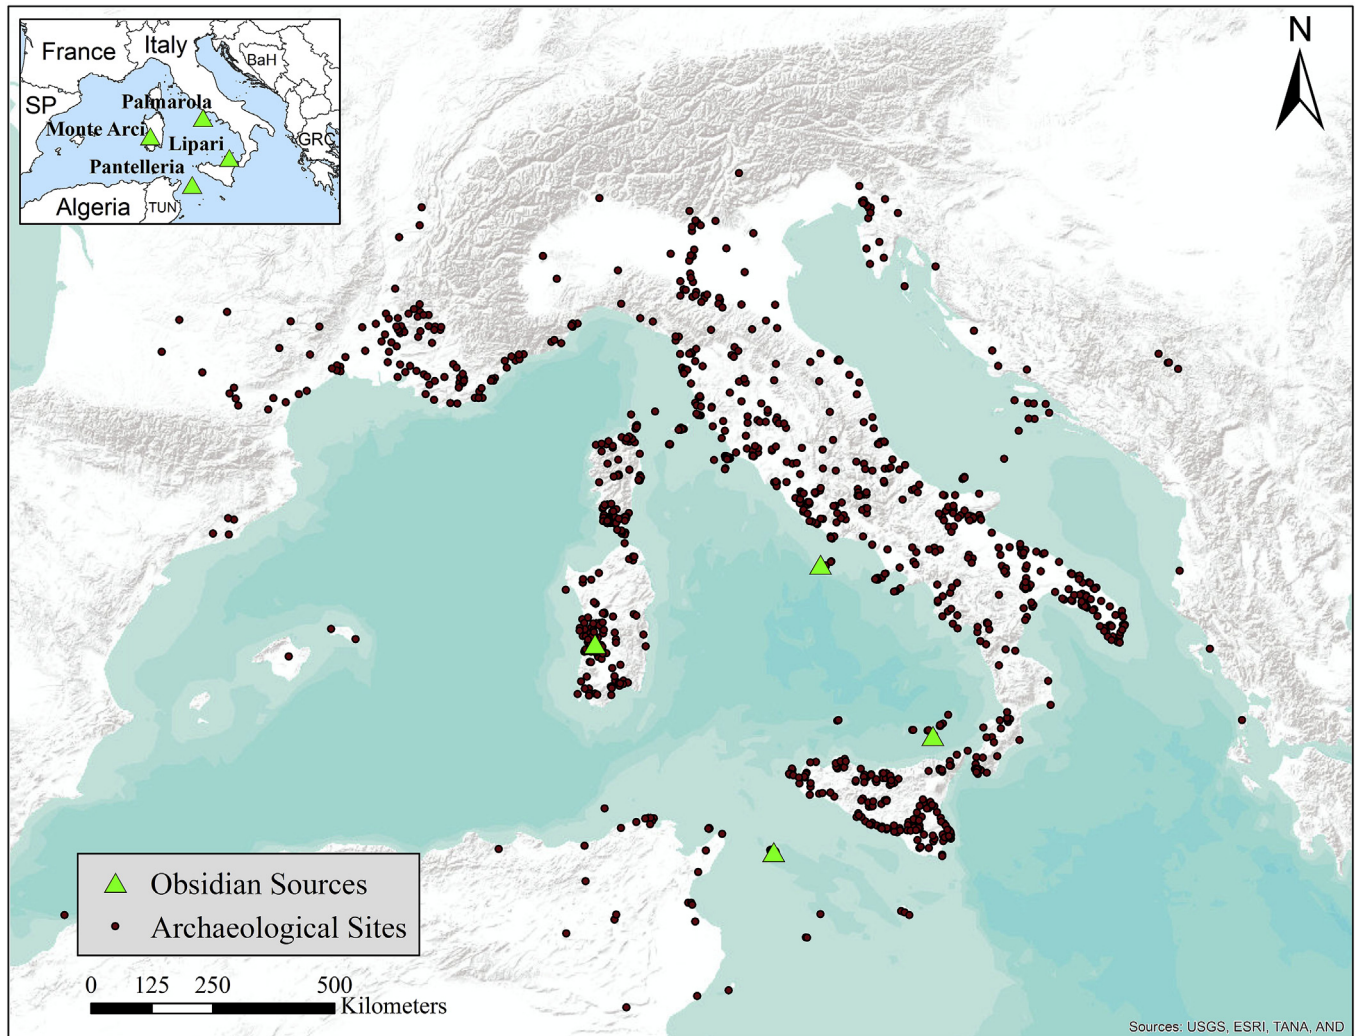 N
France
Italy
BaH
SP
Palmarola
Monte Arci
Lipari
GRC
Pantelleria
Algeria
TUN
Obsidian Sources
Archaeological Sites
0 125 250 500
Kilometers
Sources: USGS, ESRI, TANA, AND